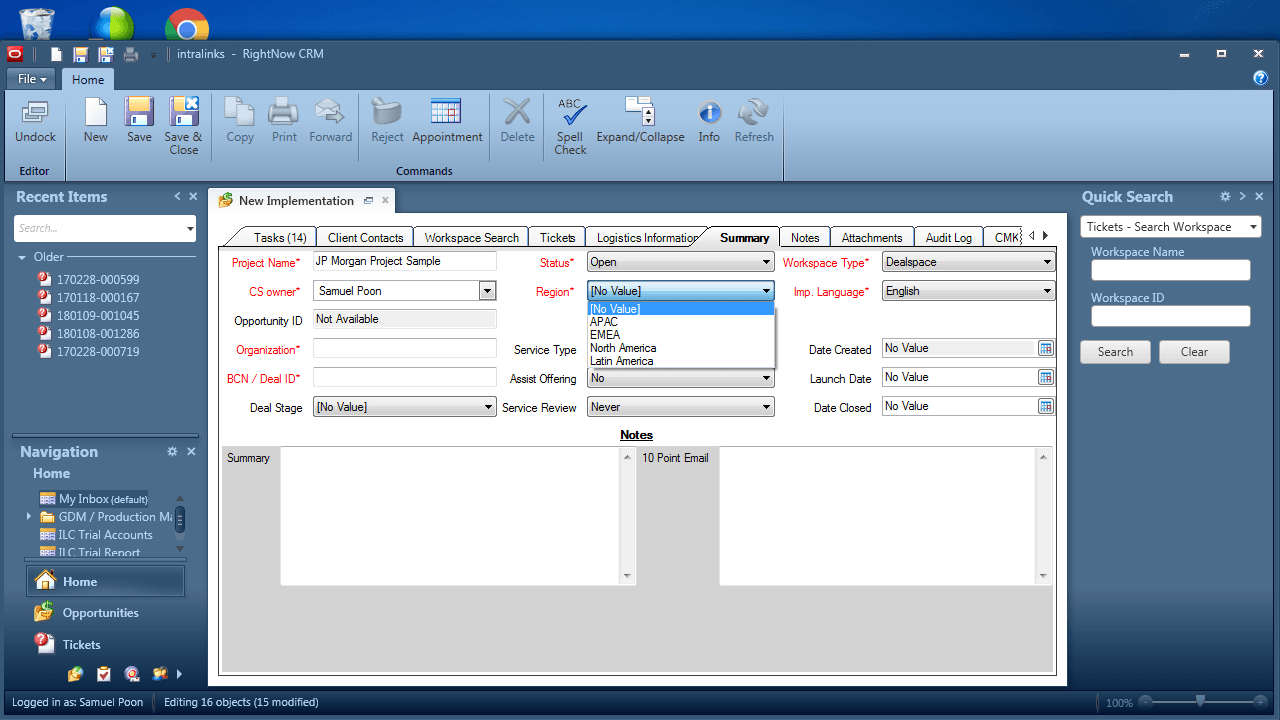 intralinks - RightNow CRM
File
Home
Undock
New
Save
Save & Close
Copy
Print
Forward
Reject
Appointment
Delete
ABC
Spell Check
Expand/Collapse
Info
Refresh
Editor
Commands
Recent Items
Search...
Older
170228-000599
170118-000167
180109-001045
180108-001286
170228-000719
Navigation
Home
My Inbox (default)
GDM / Production Ma
ILC Trial Accounts
ILC Trial Report
Home
Opportunities
Tickets
New Implementation
Tasks (14)
Client Contacts
Workspace Search
Tickets
Logistics Information
Summary
Notes
Attachments
Audit Log
CMK
Project Name* JP Morgan Project Sample
Status* Open
Workspace Type* Dealspace
CS owner* Samuel Poon
Region* [No Value]
Imp. Language* English
[No Value]
APAC
EMEA
North America
Latin America
Opportunity ID Not Available
Organization*
Service Type
Date Created No Value
BCN / Deal ID*
Assist Offering No
Launch Date No Value
Deal Stage [No Value]
Service Review Never
Date Closed No Value
Notes
Summary
10 Point Email
Quick Search
Tickets - Search Workspace
Workspace Name
Workspace ID
Search
Clear
Logged in as: Samuel Poon
Editing 16 objects (15 modified)
100%